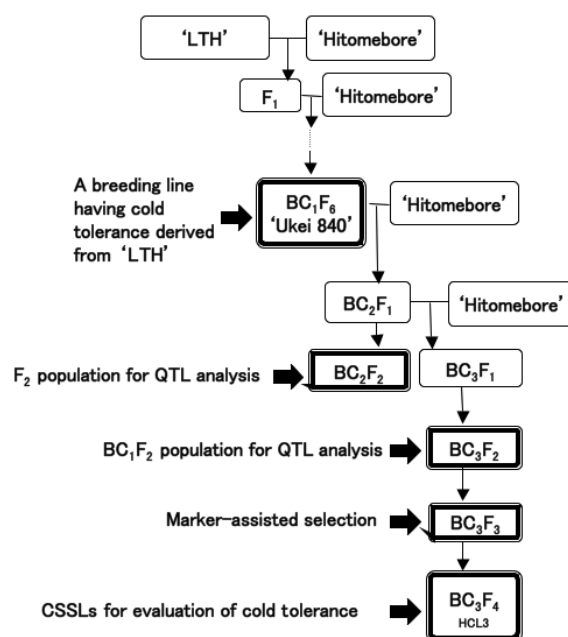 ‘LTH’
‘Hitomebore’
F₁
‘Hitomebore’
A breeding line
having cold
tolerance derived
from ‘LTH’
BC₁F₆
‘Ukei 840’
‘Hitomebore’
BC₂F₁
‘Hitomebore’
F₂ population for QTL analysis
BC₂F₂
BC₃F₁
BC₁F₂ population for QTL analysis
BC₃F₂
Marker-assisted selection
BC₃F₃
CSSLs for evaluation of cold tolerance
BC₃F₄
HCL3